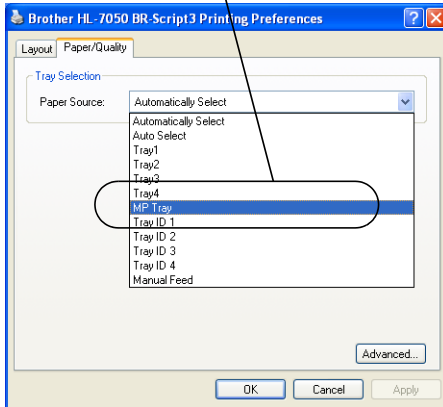 Brother HL-7050 BR-Script3 Printing Preferences
Layout Paper/Quality
Tray Selection
Paper Source: Automatically Select
Automatically Select
Auto Select
Tray1
Tray2
Tray3
Tray4
MP Tray
Tray ID 1
Tray ID 2
Tray ID 3
Tray ID 4
Manual Feed
Advanced...
OK Cancel Apply